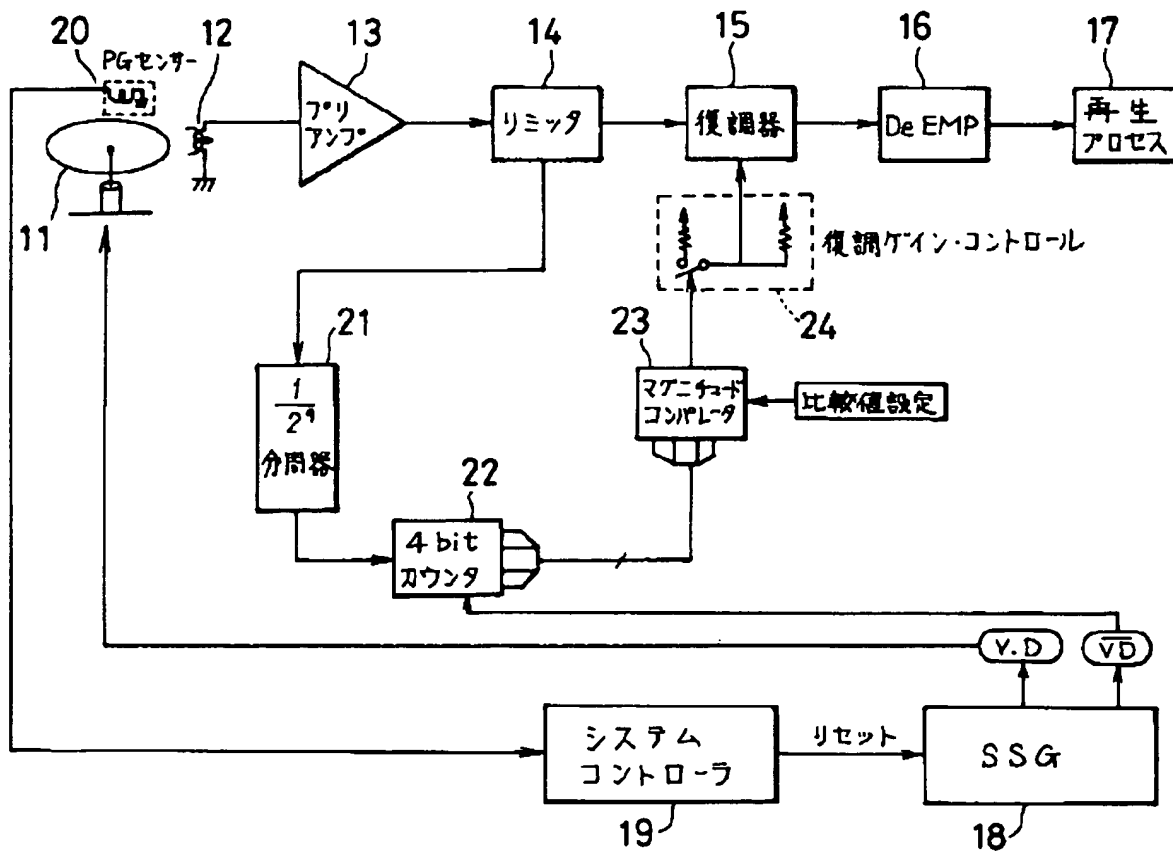 20
PGセンサー
12
13
14
15
16
17
プリ
アンプ
リミッタ
復調器
De EMP
再生
プロセス
11
復調ゲイン・コントロール
24
21
1
2⁹
分周器
23
マグニチュード
コンパレータ
比較値設定
22
4 bit
カウンタ
V.D
V̅D̅
システム
コントローラ
リセット
SSG
19
18